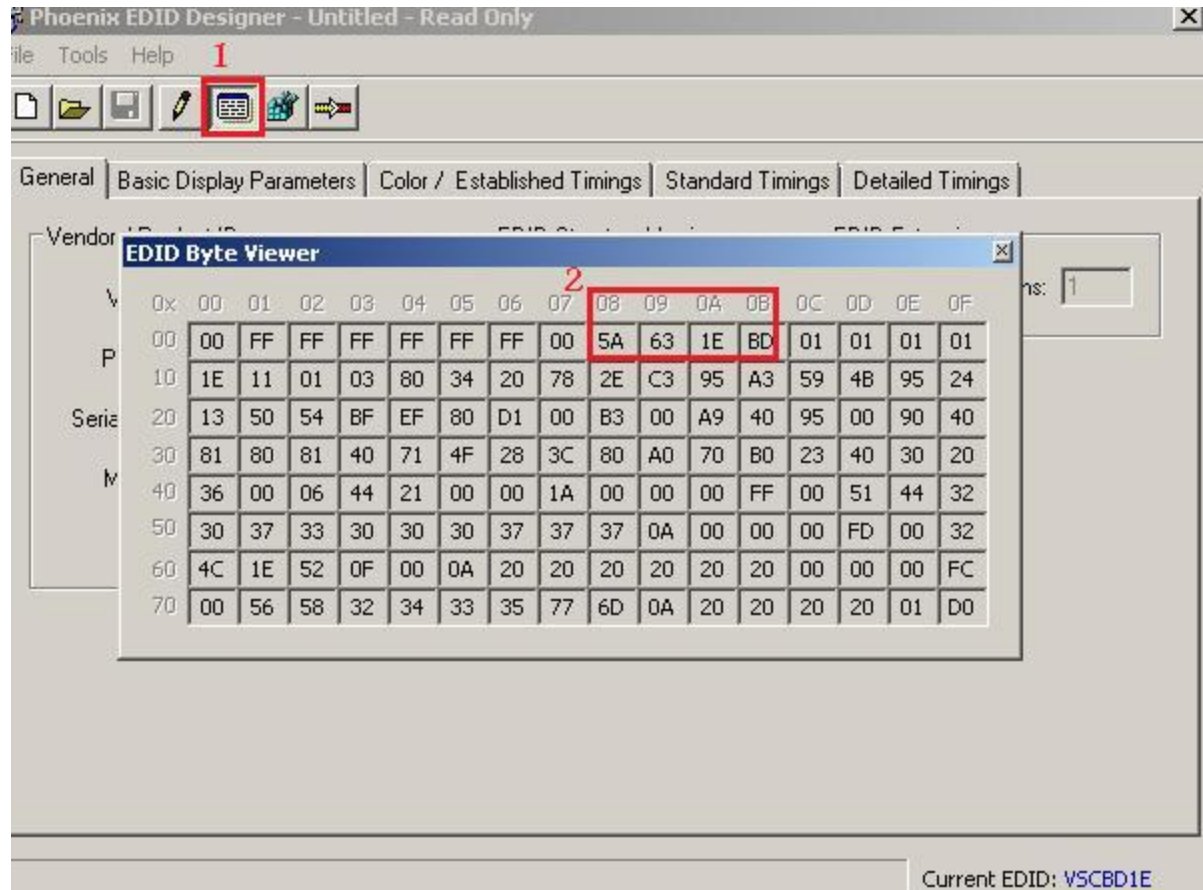 Phoenix EDID Designer - Untitled - Read Only
Tools Help
1
General Basic Display Parameters Color / Established Timings Standard Timings Detailed Timings
Vendor
EDID Byte Viewer
2
ns: 1
0x 00 01 02 03 04 05 06 07 08 09 0A 0B 0C 0D 0E 0F
00 00 FF FF FF FF FF FF 00 5A 63 1E BD 01 01 01 01
10 1E 11 01 03 80 34 20 78 2E C3 95 A3 59 4B 95 24
Seria 20 13 50 54 BF EF 80 D1 00 B3 00 A9 40 95 00 90 40
30 81 80 81 40 71 4F 28 3C 80 A0 70 B0 23 40 30 20
40 36 00 06 44 21 00 00 1A 00 00 00 FF 00 51 44 32
50 30 37 33 30 30 30 37 37 37 0A 00 00 00 FD 00 32
60 4C 1E 52 0F 00 0A 20 20 20 20 20 20 00 00 00 FC
70 00 56 58 32 34 33 35 77 6D 0A 20 20 20 20 01 D0
Current EDID: VSCBD1E